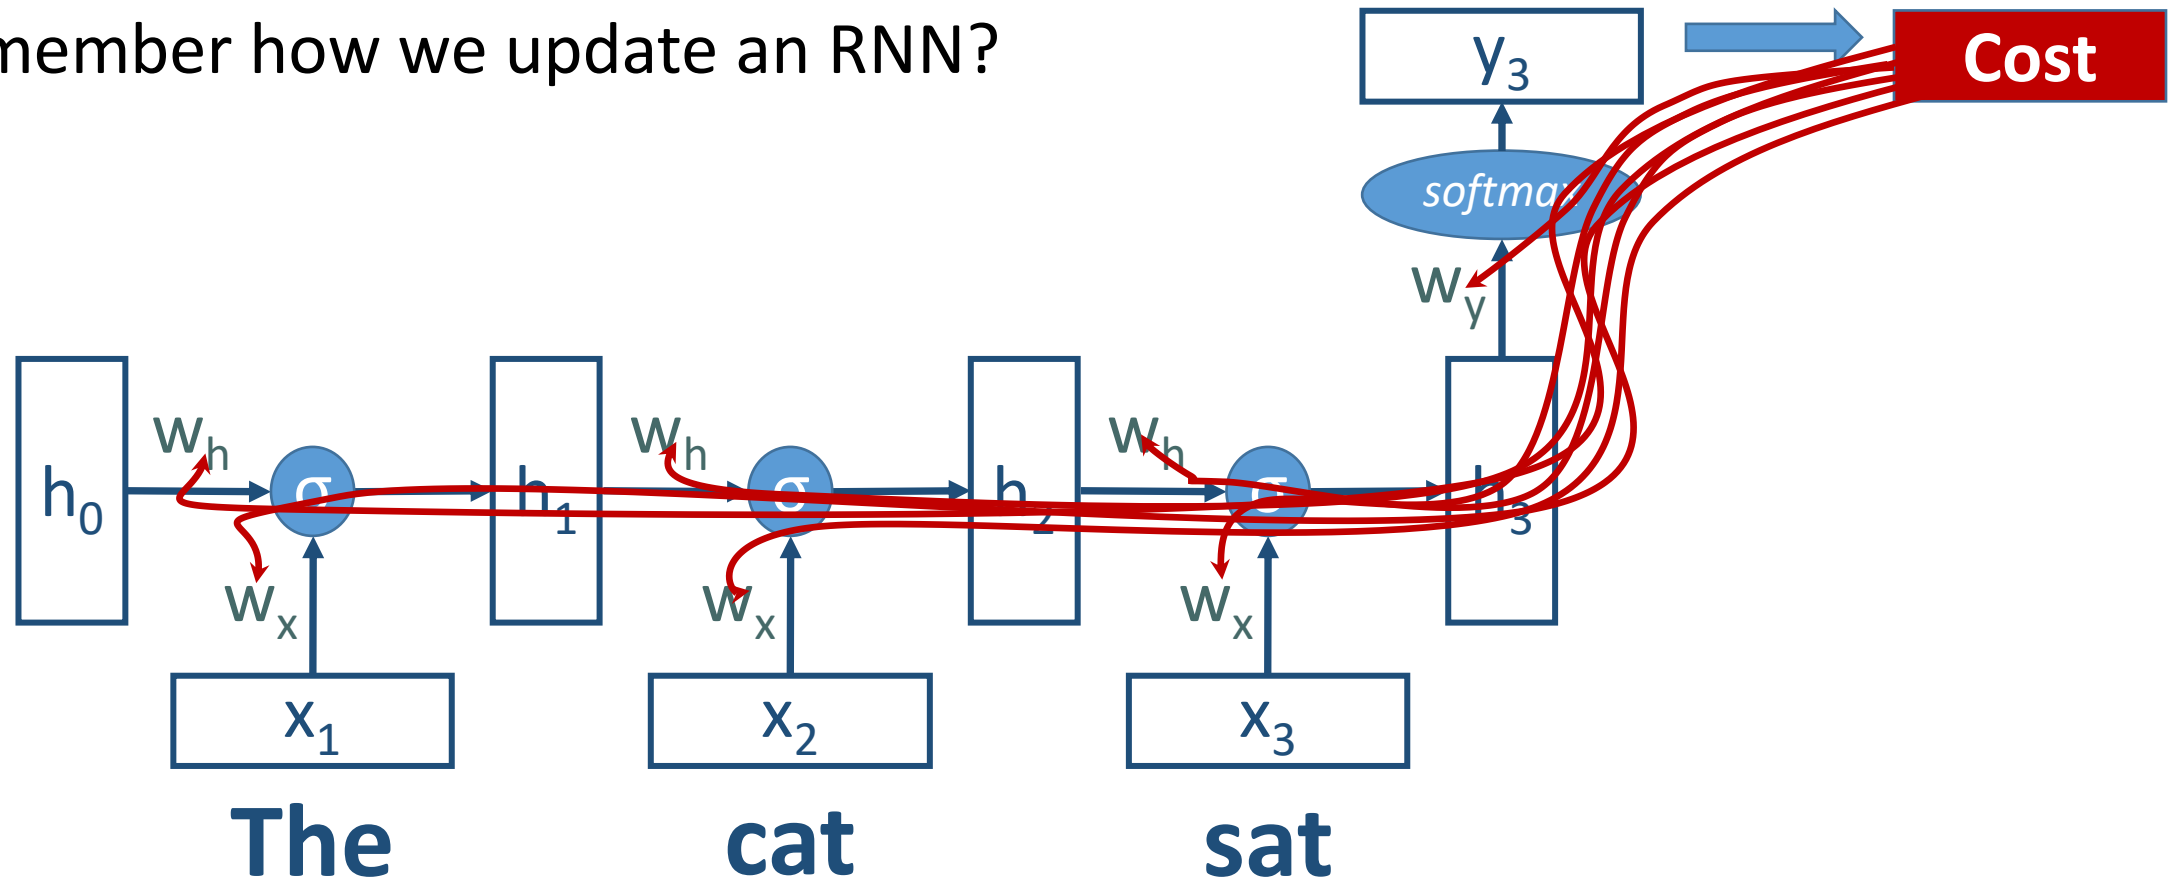 member how we update an RNN?
y3
Cost
softmax
wy
wh wh wh
h0 σ h1 σ h2 σ h3
wx wx wx
x1 x2 x3
The cat sat